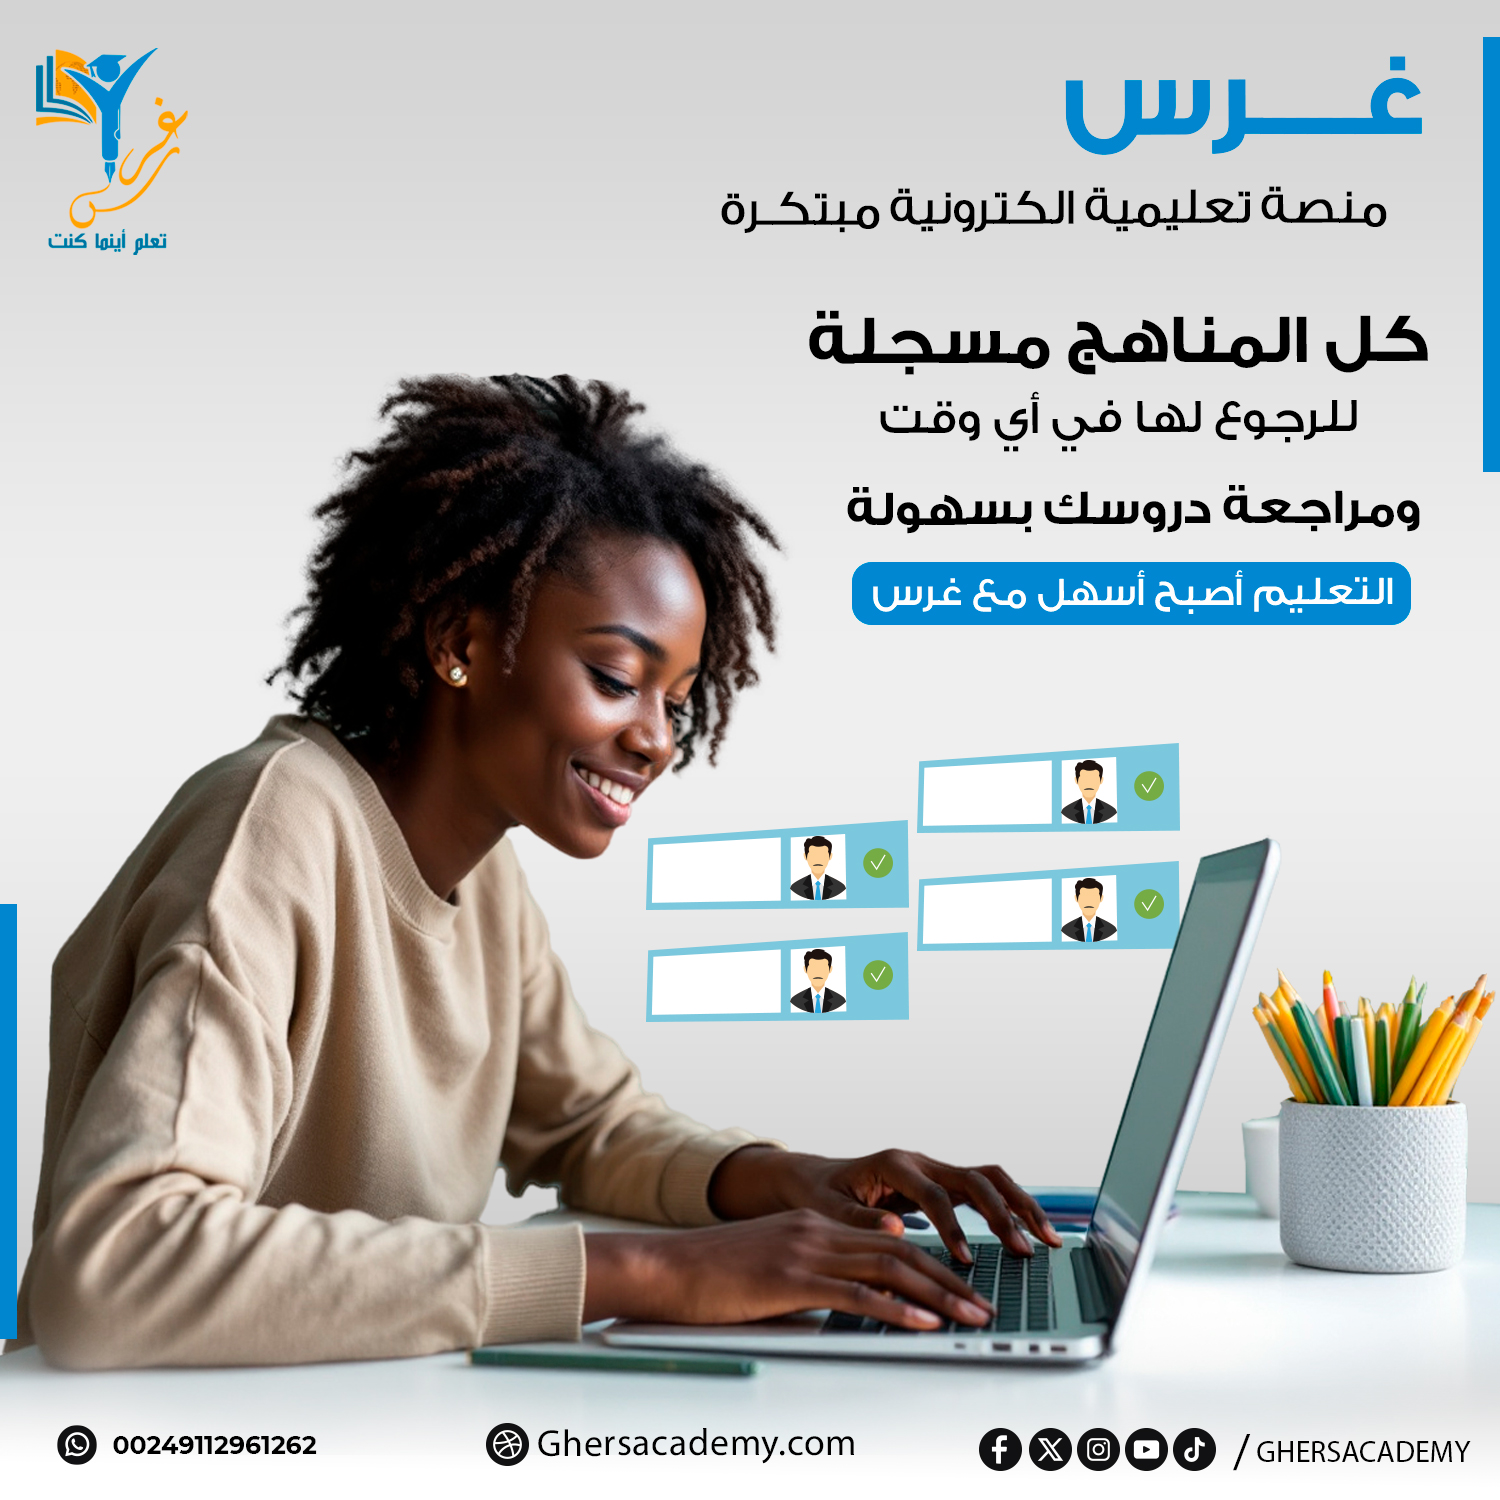 غرس
تعلم أينما كنت
غـــــرس
منصة تعليمية الكترونية مبتكـرة
كل المناهج مسجلة
للرجوع لها في أي وقت
ومراجعة دروسك بسهولة
التعليم أصبح أسهل مع غرس
00249112961262
Ghersacademy.com
/ GHERSACADEMY